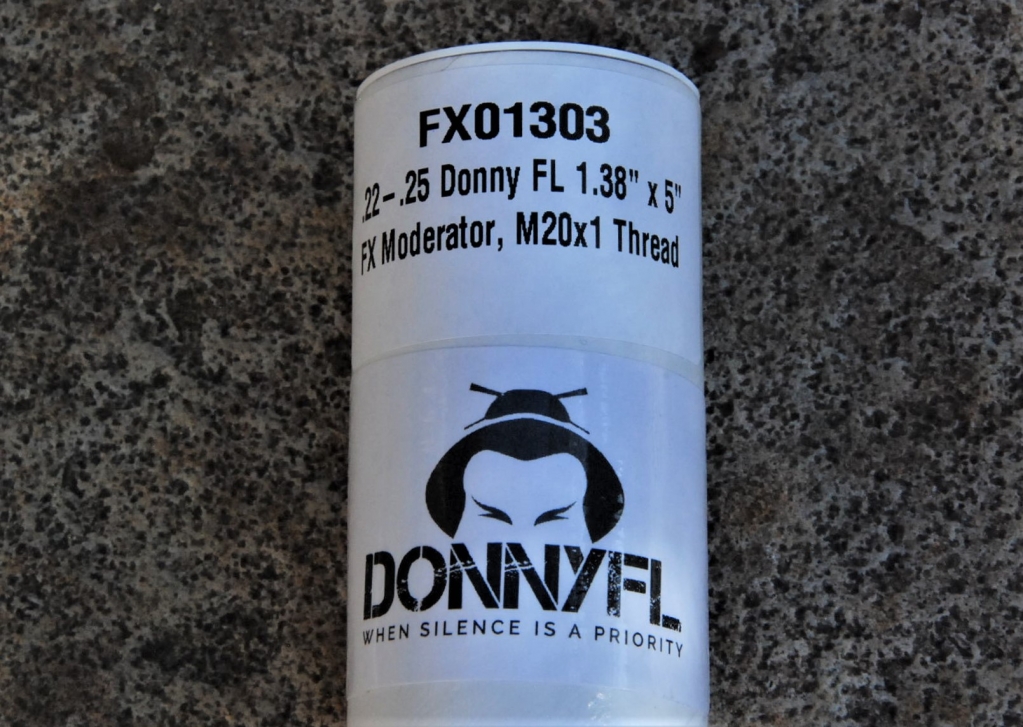 FX01303
.22-.25 Donny FL 1.38" x 5"
FX Moderator, M20x1 Thread
DONNYFL
WHEN SILENCE IS A PRIORITY